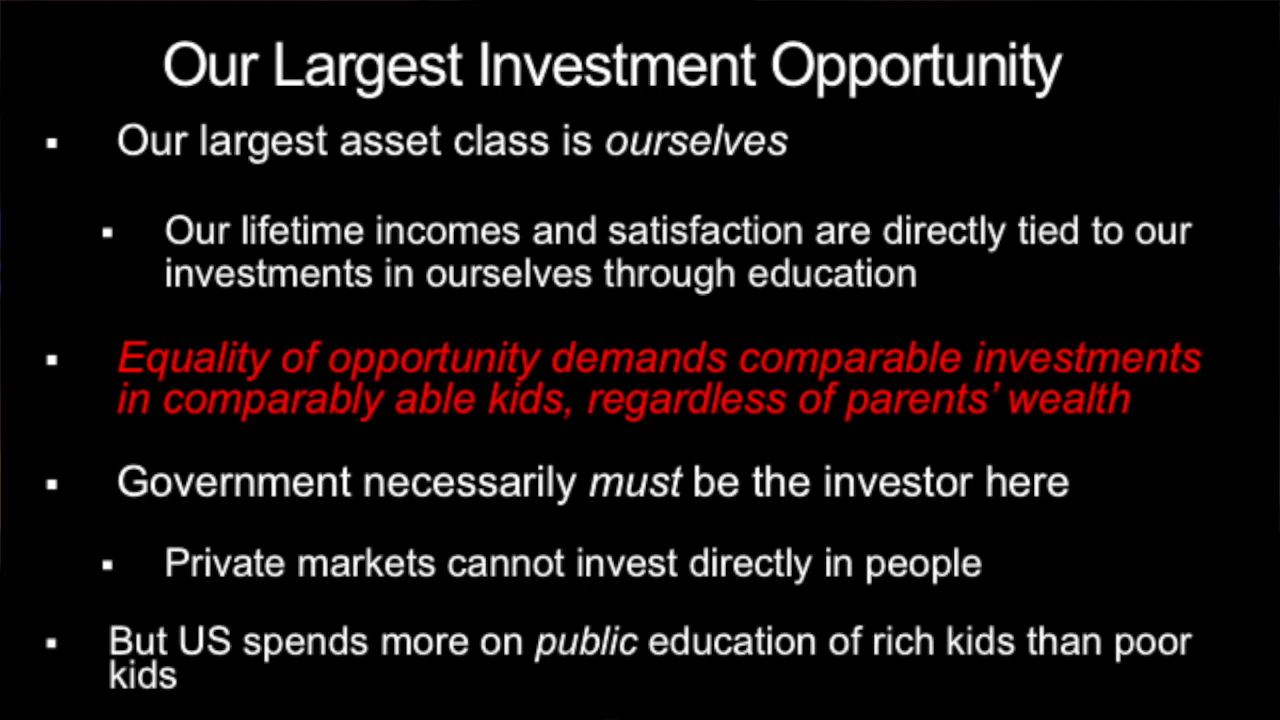 Our Largest Investment Opportunity
▪ Our largest asset class is ourselves
▪ Our lifetime incomes and satisfaction are directly tied to our
investments in ourselves through education
▪ Equality of opportunity demands comparable investments
in comparably able kids, regardless of parents’ wealth
▪ Government necessarily must be the investor here
▪ Private markets cannot invest directly in people
▪ But US spends more on public education of rich kids than poor
kids